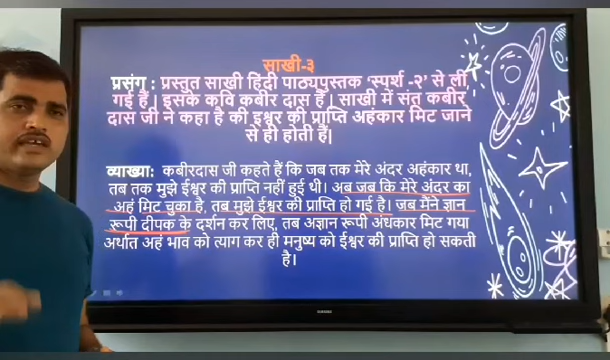 साखी-३
प्रसंग : प्रस्तुत साखी हिंदी पाठ्यपुस्तक 'स्पर्श -२' से ली
गई हैं | इसके कवि कबीर दास हैं | साखी में संत कबीर
दास जी ने कहा है की इश्वर की प्राप्ति अहंकार मिट जाने
से ही होती हैं|
व्याख्या: कबीरदास जी कहते हैं कि जब तक मेरे अंदर अहंकार था,
तब तक मुझे ईश्वर की प्राप्ति नहीं हुई थी। अब जब कि मेरे अंदर का
अहं मिट चुका है, तब मुझे ईश्वर की प्राप्ति हो गई है। जब मैंने ज्ञान
रूपी दीपक के दर्शन कर लिए, तब अज्ञान रूपी अंधकार मिट गया
अर्थात अहं भाव को त्याग कर ही मनुष्य को ईश्वर की प्राप्ति हो सकती
है।